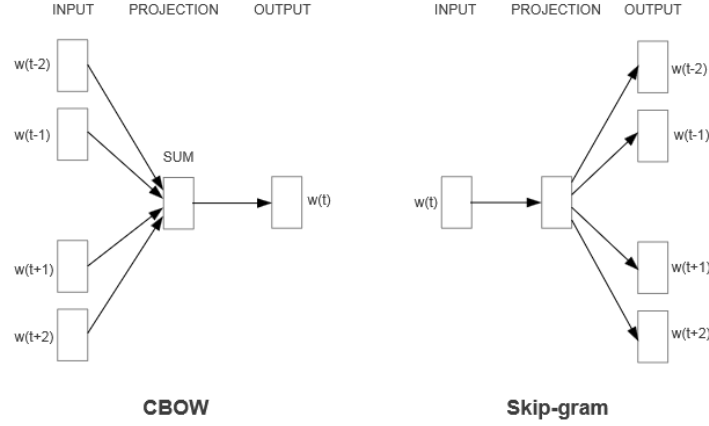 INPUT PROJECTION OUTPUT
w(t-2)
w(t-1)
SUM
w(t)
w(t+1)
w(t+2)
CBOW
INPUT PROJECTION OUTPUT
w(t-2)
w(t-1)
w(t)
w(t+1)
w(t+2)
Skip-gram